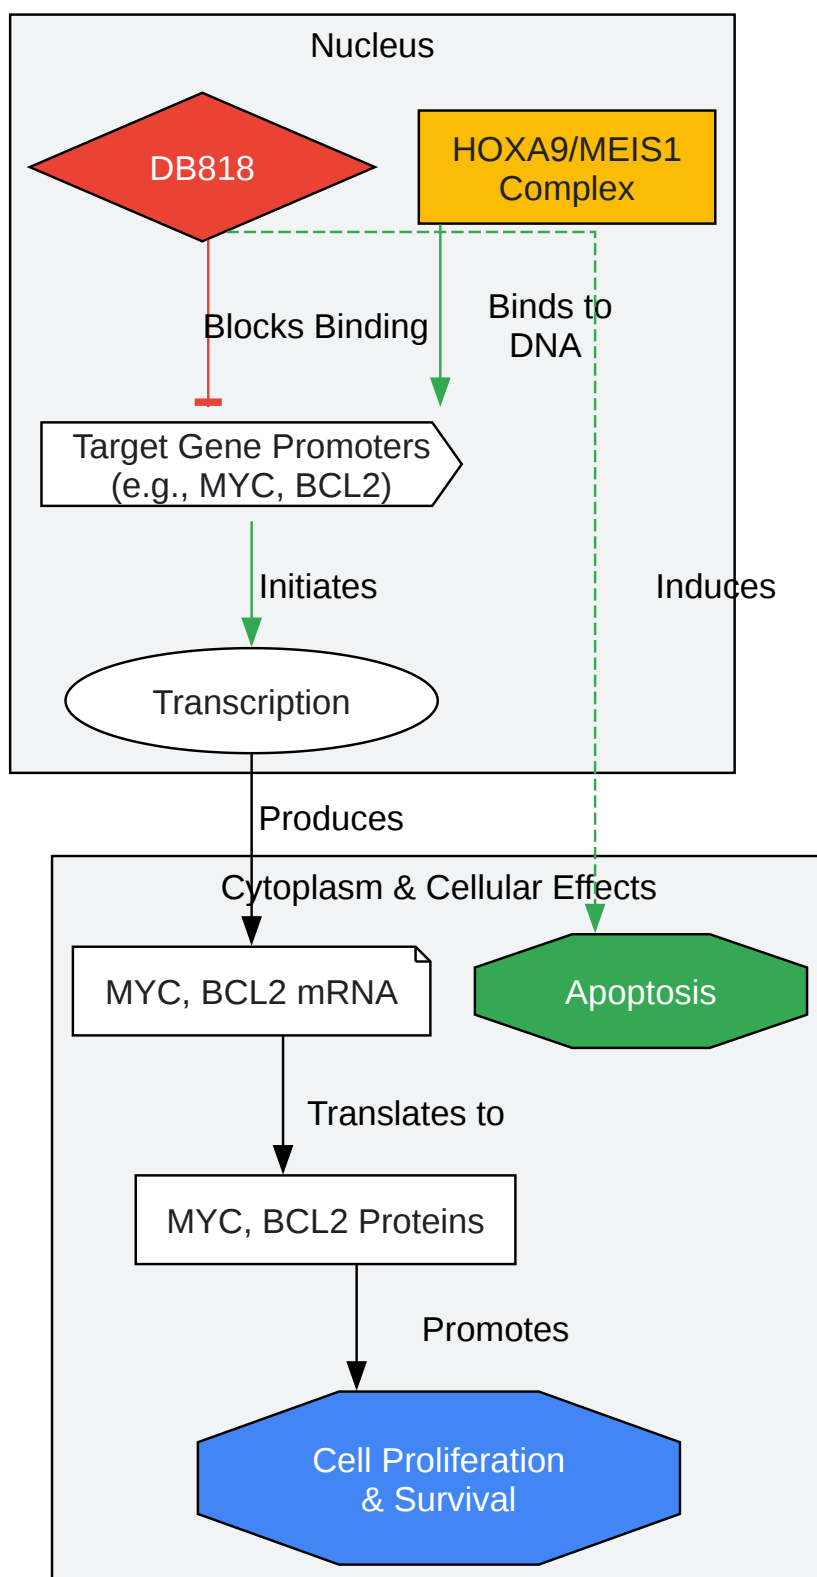 Nucleus
DB818
HOXA9/MEIS1
Complex
Blocks Binding
Binds to
DNA
Target Gene Promoters
(e.g., MYC, BCL2)
Initiates
Induces
Transcription
Produces
Cytoplasm & Cellular Effects
MYC, BCL2 mRNA
Apoptosis
Translates to
MYC, BCL2 Proteins
Promotes
Cell Proliferation
& Survival